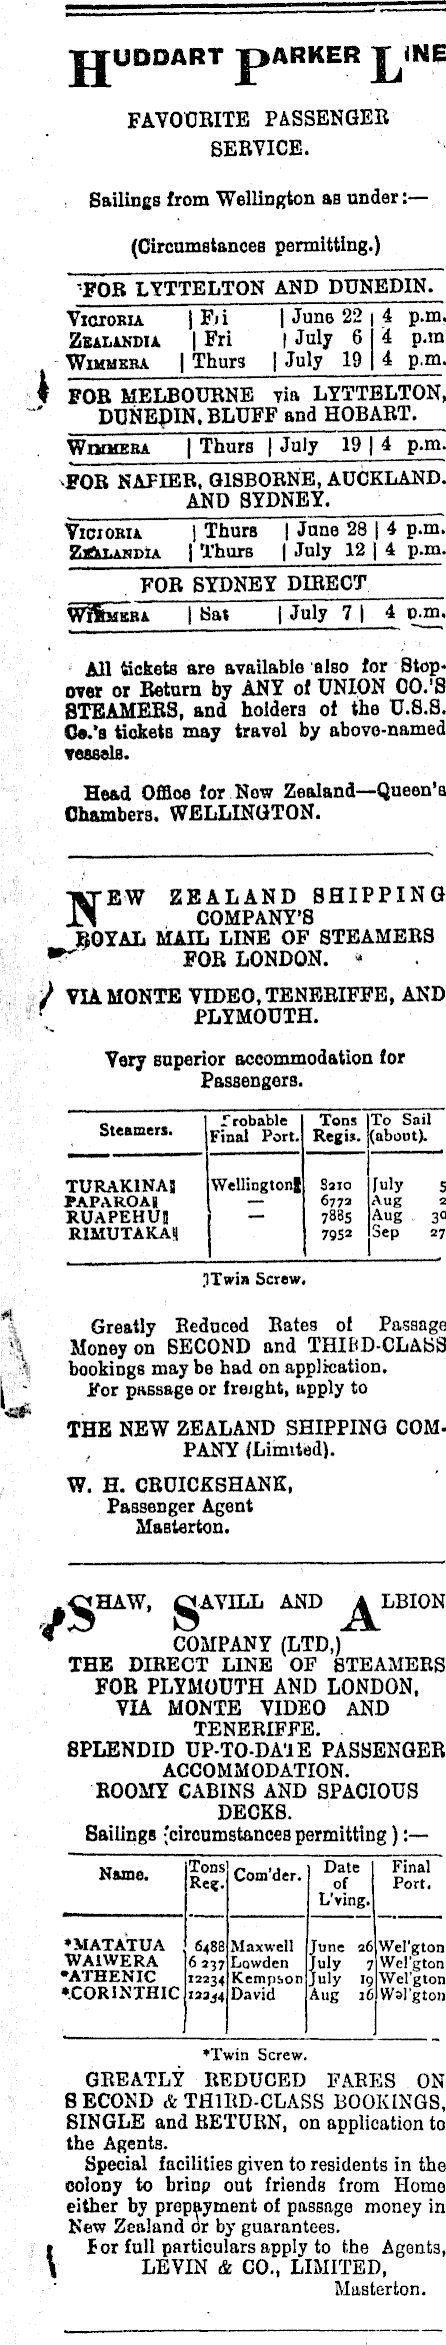 HUDDART PARKER LINE
FAVOURITE PASSENGER
SERVICE.
Sailings from Wellington as under:—
(Circumstances permitting.)
FOR LYTTELTON AND DUNEDIN.
VICTORIA | Fri | June 22 | 4 p.m.
ZEALANDIA | Fri | July 6 | 4 p.m
WIMMERA | Thurs | July 19 | 4 p.m.
FOR MELBOURNE via LYTTELTON,
DUNEDIN, BLUFF and HOBART.
WIMMERA | Thurs | July 19 | 4 p.m.
FOR NAPIER, GISBORNE, AUCKLAND.
AND SYDNEY.
VICTORIA | Thurs | June 28 | 4 p.m.
ZEALANDIA | Thurs | July 12 | 4 p.m.
FOR SYDNEY DIRECT
WIMMERA | Sat | July 7 | 4 p.m.
All tickets are available also for Stop-
over or Return by ANY of UNION CO.'S
STEAMERS, and holders of the U.S.S.
Co.'s tickets may travel by above-named
vessels.
Head Office for New Zealand—Queen's
Chambers, WELLINGTON.
NEW ZEALAND SHIPPING
COMPANY'S
ROYAL MAIL LINE OF STEAMERS
FOR LONDON.
VIA MONTE VIDEO, TENERIFFE, AND
PLYMOUTH.
Very superior accommodation for
Passengers.
Steamers. | Probable Final Port. | Tons Regis. | To Sail (about).
TURAKINA‖ | Wellington | 8210 | July 5
PAPAROA‖ | — | 6772 | Aug 2
RUAPEHU‖ | — | 7885 | Aug 30
RIMUTAKA‖ | 7952 | Sep 27
‖Twin Screw.
Greatly Reduced Rates of Passage
Money on SECOND and THIRD-CLASS
bookings may be had on application.
For passage or freight, apply to
THE NEW ZEALAND SHIPPING COM-
PANY (Limited).
W. H. CRUICKSHANK,
Passenger Agent
Masterton.
SHAW, SAVILL AND ALBION
COMPANY (LTD,)
THE DIRECT LINE OF STEAMERS
FOR PLYMOUTH AND LONDON,
VIA MONTE VIDEO AND
TENERIFFE.
SPLENDID UP-TO-DATE PASSENGER
ACCOMMODATION.
ROOMY CABINS AND SPACIOUS
DECKS.
Sailings (circumstances permitting):—
Name. | Tons Reg. | Com'der. | Date of L'ving. | Final Port.
*MATATUA | 6488 | Maxwell | June 26 | Wel'gton
WAIWERA | 6237 | Lowden | July 7 | Wel'gton
*ATHENIC | 12234 | Kempson | July 19 | Wel'gton
*CORINTHIC | 12234 | David | Aug 16 | Wel'gton
*Twin Screw.
GREATLY REDUCED FARES ON
SECOND & THIRD-CLASS BOOKINGS,
SINGLE and RETURN, on application to
the Agents.
Special facilities given to residents in the
colony to bring out friends from Home
either by prepayment of passage money in
New Zealand or by guarantees.
For full particulars apply to the Agents,
LEVIN & CO., LIMITED,
Masterton.